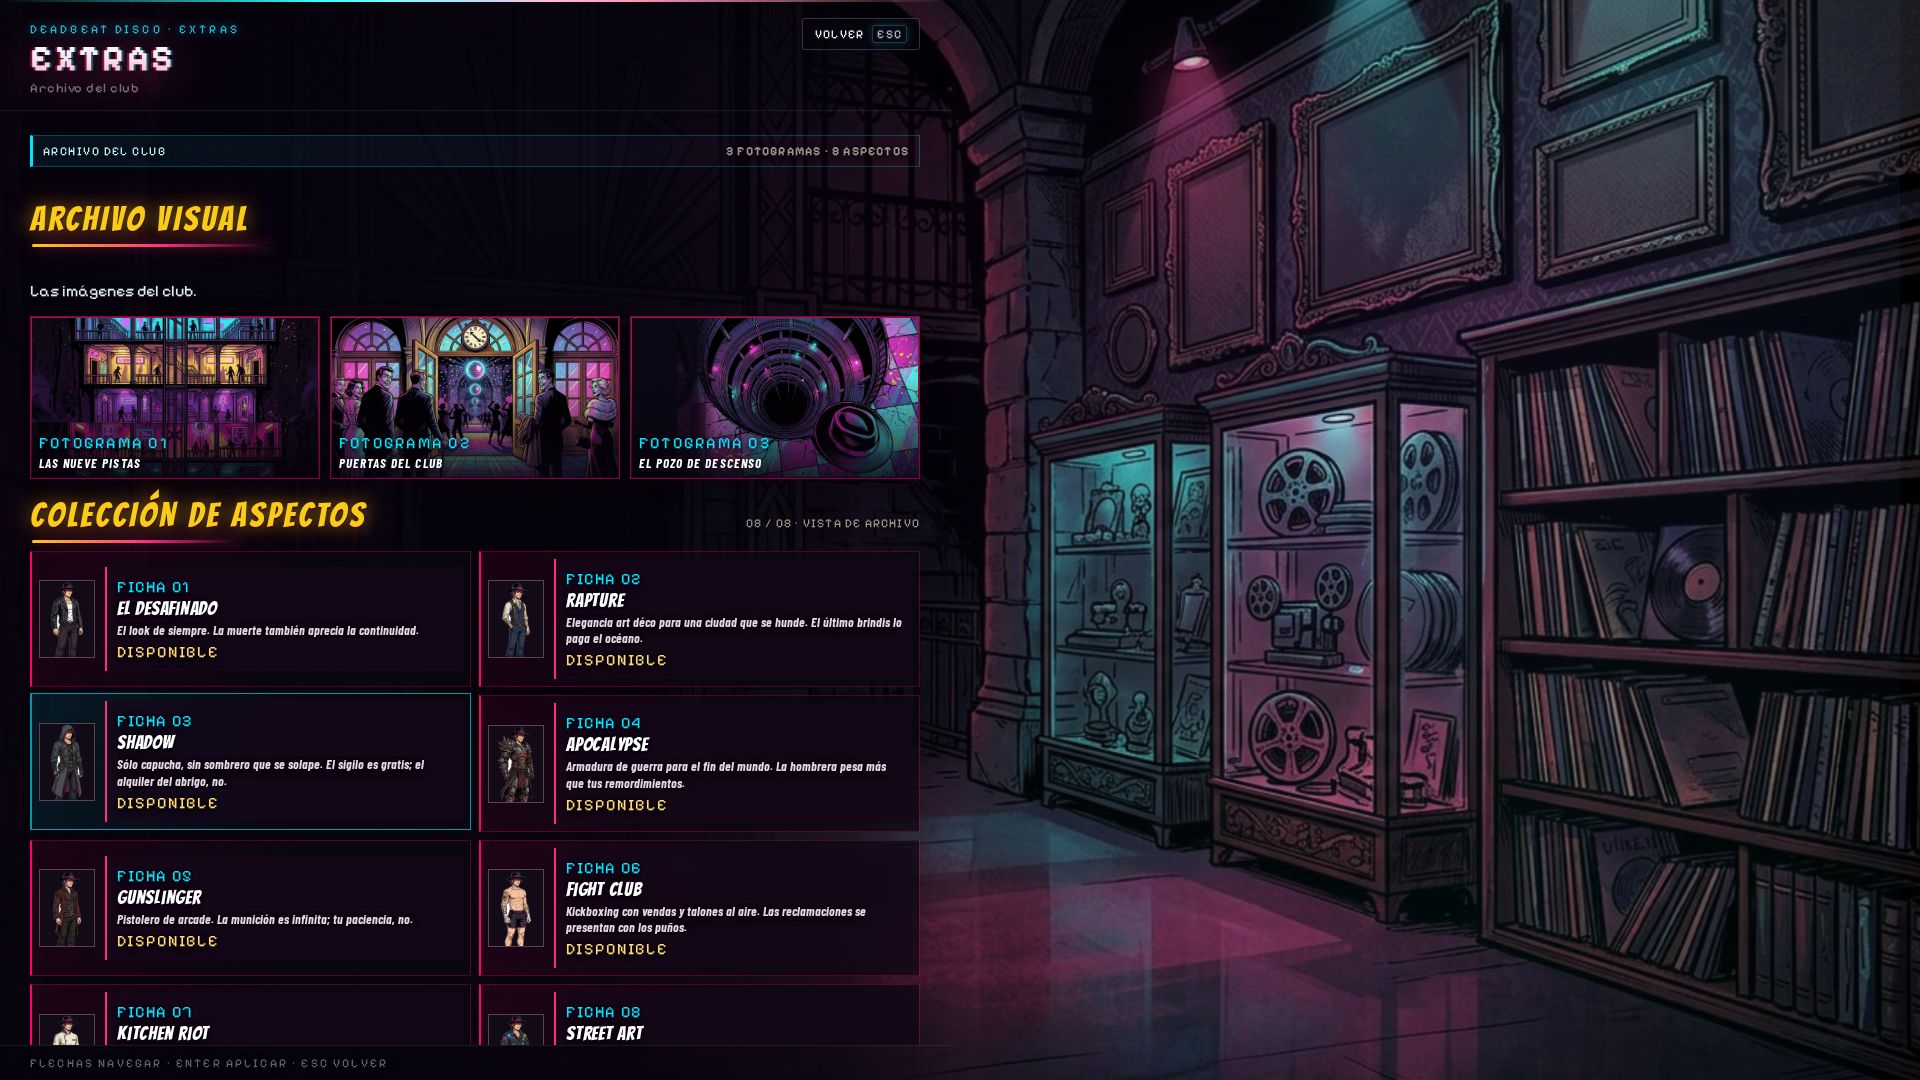 DEADBEAT DISCO · EXTRAS
EXTRAS
Archivo del club
VOLVER ESC
ARCHIVO DEL CLUB
3 FOTOGRAMAS · 8 ASPECTOS
ARCHIVO VISUAL
Las imágenes del club.
FOTOGRAMA 01
LAS NUEVE PISTAS
FOTOGRAMA 02
PUERTAS DEL CLUB
FOTOGRAMA 03
EL POZO DE DESCENSO
COLECCIÓN DE ASPECTOS
08 / 08 · VISTA DE ARCHIVO
FICHA 01
EL DESAFINADO
El look de siempre. La muerte también aprecia la continuidad.
DISPONIBLE
FICHA 02
RAPTURE
Elegancia art déco para una ciudad que se hunde. El último brindis lo
paga el océano.
DISPONIBLE
FICHA 03
SHADOW
Sólo capucha, sin sombrero que se solape. El sigilo es gratis; el
alquiler del abrigo, no.
DISPONIBLE
FICHA 04
APOCALYPSE
Armadura de guerra para el fin del mundo. La hombrera pesa más
que tus remordimientos.
DISPONIBLE
FICHA 05
GUNSLINGER
Pistolero de arcade. La munición es infinita; tu paciencia, no.
DISPONIBLE
FICHA 06
FIGHT CLUB
Kickboxing con vendas y talones al aire. Las reclamaciones se
presentan con los puños.
DISPONIBLE
FICHA 07
KITCHEN RIOT
FICHA 08
STREET ART
FLECHAS NAVEGAR · ENTER APLICAR · ESC VOLVER